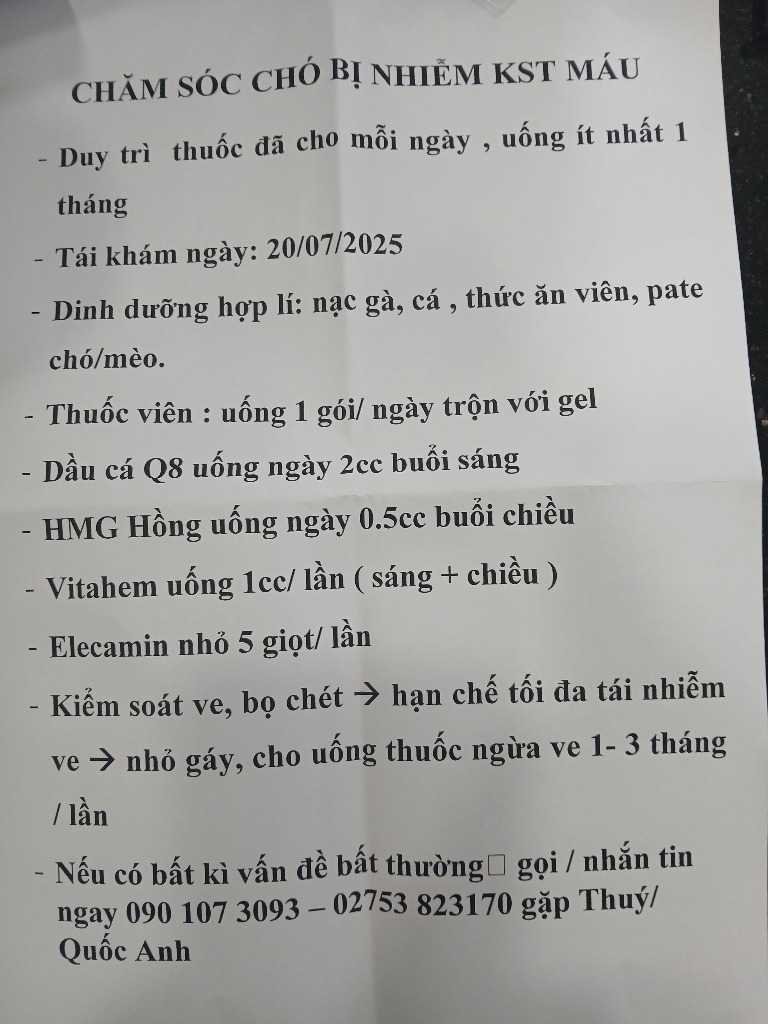 CHĂM SÓC CHÓ BỊ NHIỄM KST MÁU
- Duy trì thuốc đã cho mỗi ngày , uống ít nhất 1
tháng
- Tái khám ngày: 20/07/2025
- Dinh dưỡng hợp lí: nạc gà, cá , thức ăn viên, pate
chó/mèo.
- Thuốc viên : uống 1 gói/ ngày trộn với gel
- Dầu cá Q8 uống ngày 2cc buổi sáng
- HMG Hồng uống ngày 0.5cc buổi chiều
- Vitahem uống 1cc/ lần ( sáng + chiều )
- Elecamin nhỏ 5 giọt/ lần
- Kiểm soát ve, bọ chét → hạn chế tối đa tái nhiễm
ve → nhỏ gáy, cho uống thuốc ngừa ve 1- 3 tháng
/ lần
- Nếu có bất kì vấn đề bất thường□ gọi / nhắn tin
ngay 090 107 3093 – 02753 823170 gặp Thuý/
Quốc Anh